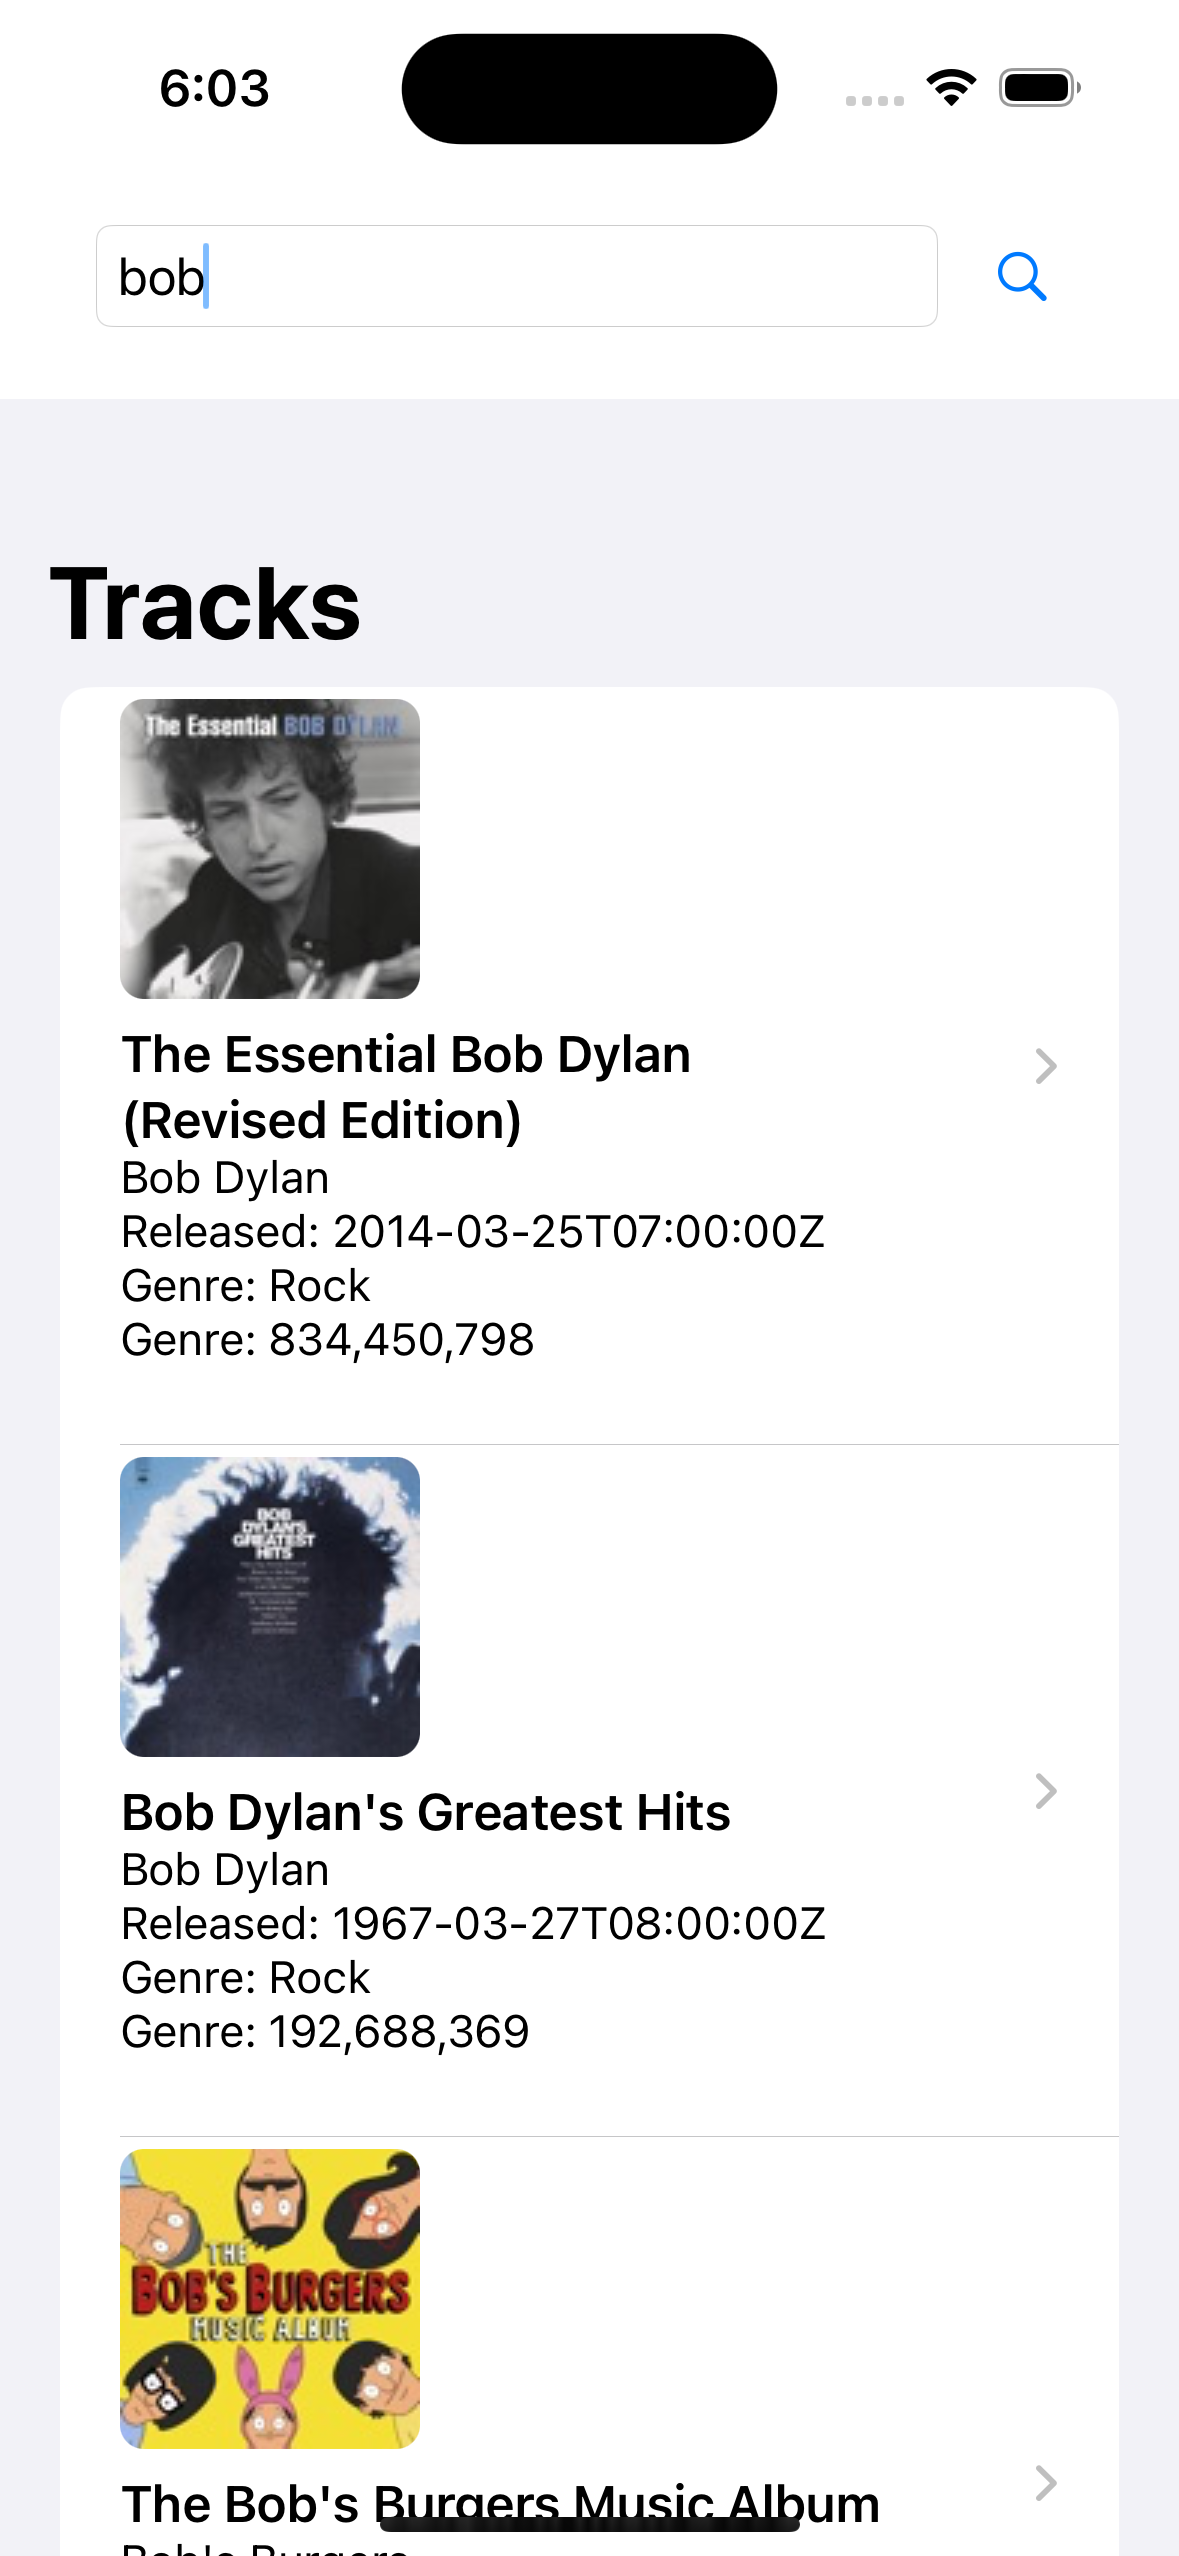 6:03
bob
Tracks
The Essential BOB DYLAN
The Essential Bob Dylan
(Revised Edition)
Bob Dylan
Released: 2014-03-25T07:00:00Z
Genre: Rock
Genre: 834,450,798
BOB
DYLAN'S
GREATEST
HITS
Bob Dylan's Greatest Hits
Bob Dylan
Released: 1967-03-27T08:00:00Z
Genre: Rock
Genre: 192,688,369
THE
BOB'S BURGERS
MUSIC ALBUM
The Bob's Burgers Music Album
Bob's Burgers